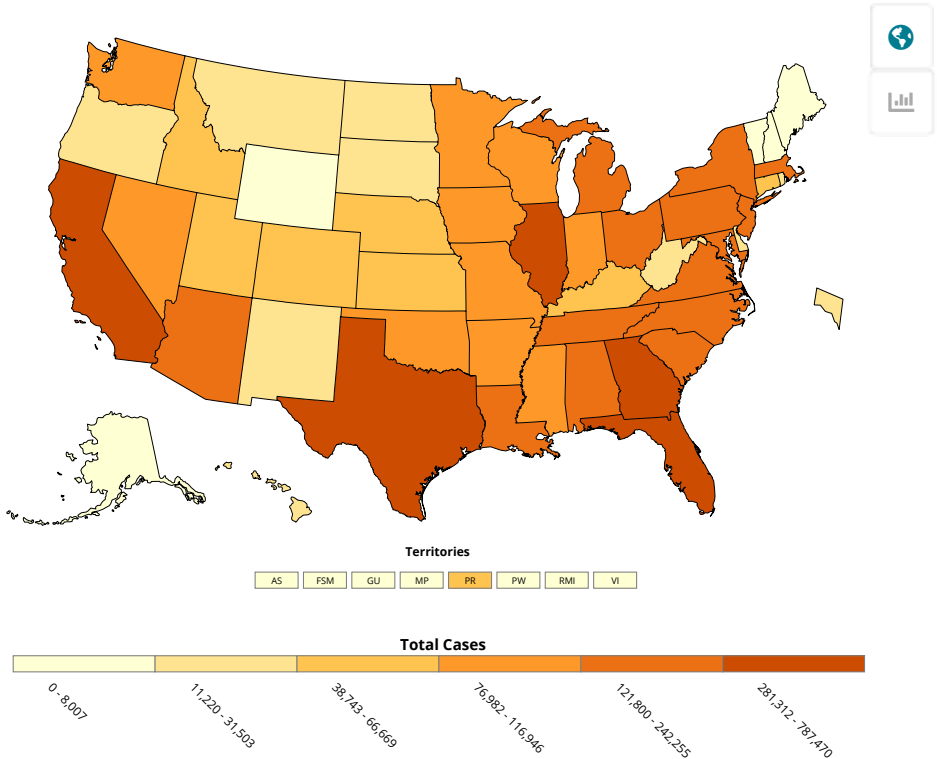 Territories
AS FSM GU MP PR PW RMI VI
Total Cases
0 - 8,007
11,220 - 31,503
38,743 - 66,669
76,982 - 116,946
121,800 - 242,255
281,312 - 787,470